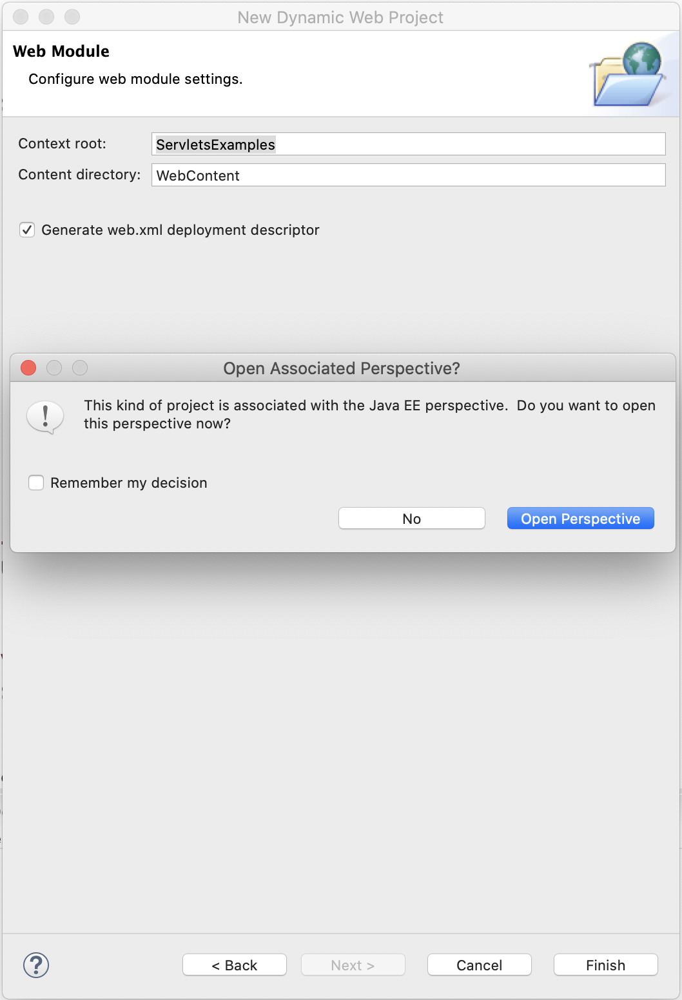 New Dynamic Web Project
Web Module
Configure web module settings.
Context root: ServletsExamples
Content directory: WebContent
Generate web.xml deployment descriptor
Open Associated Perspective?
This kind of project is associated with the Java EE perspective.  Do you want to open
this perspective now?
Remember my decision
No Open Perspective
? < Back Next > Cancel Finish